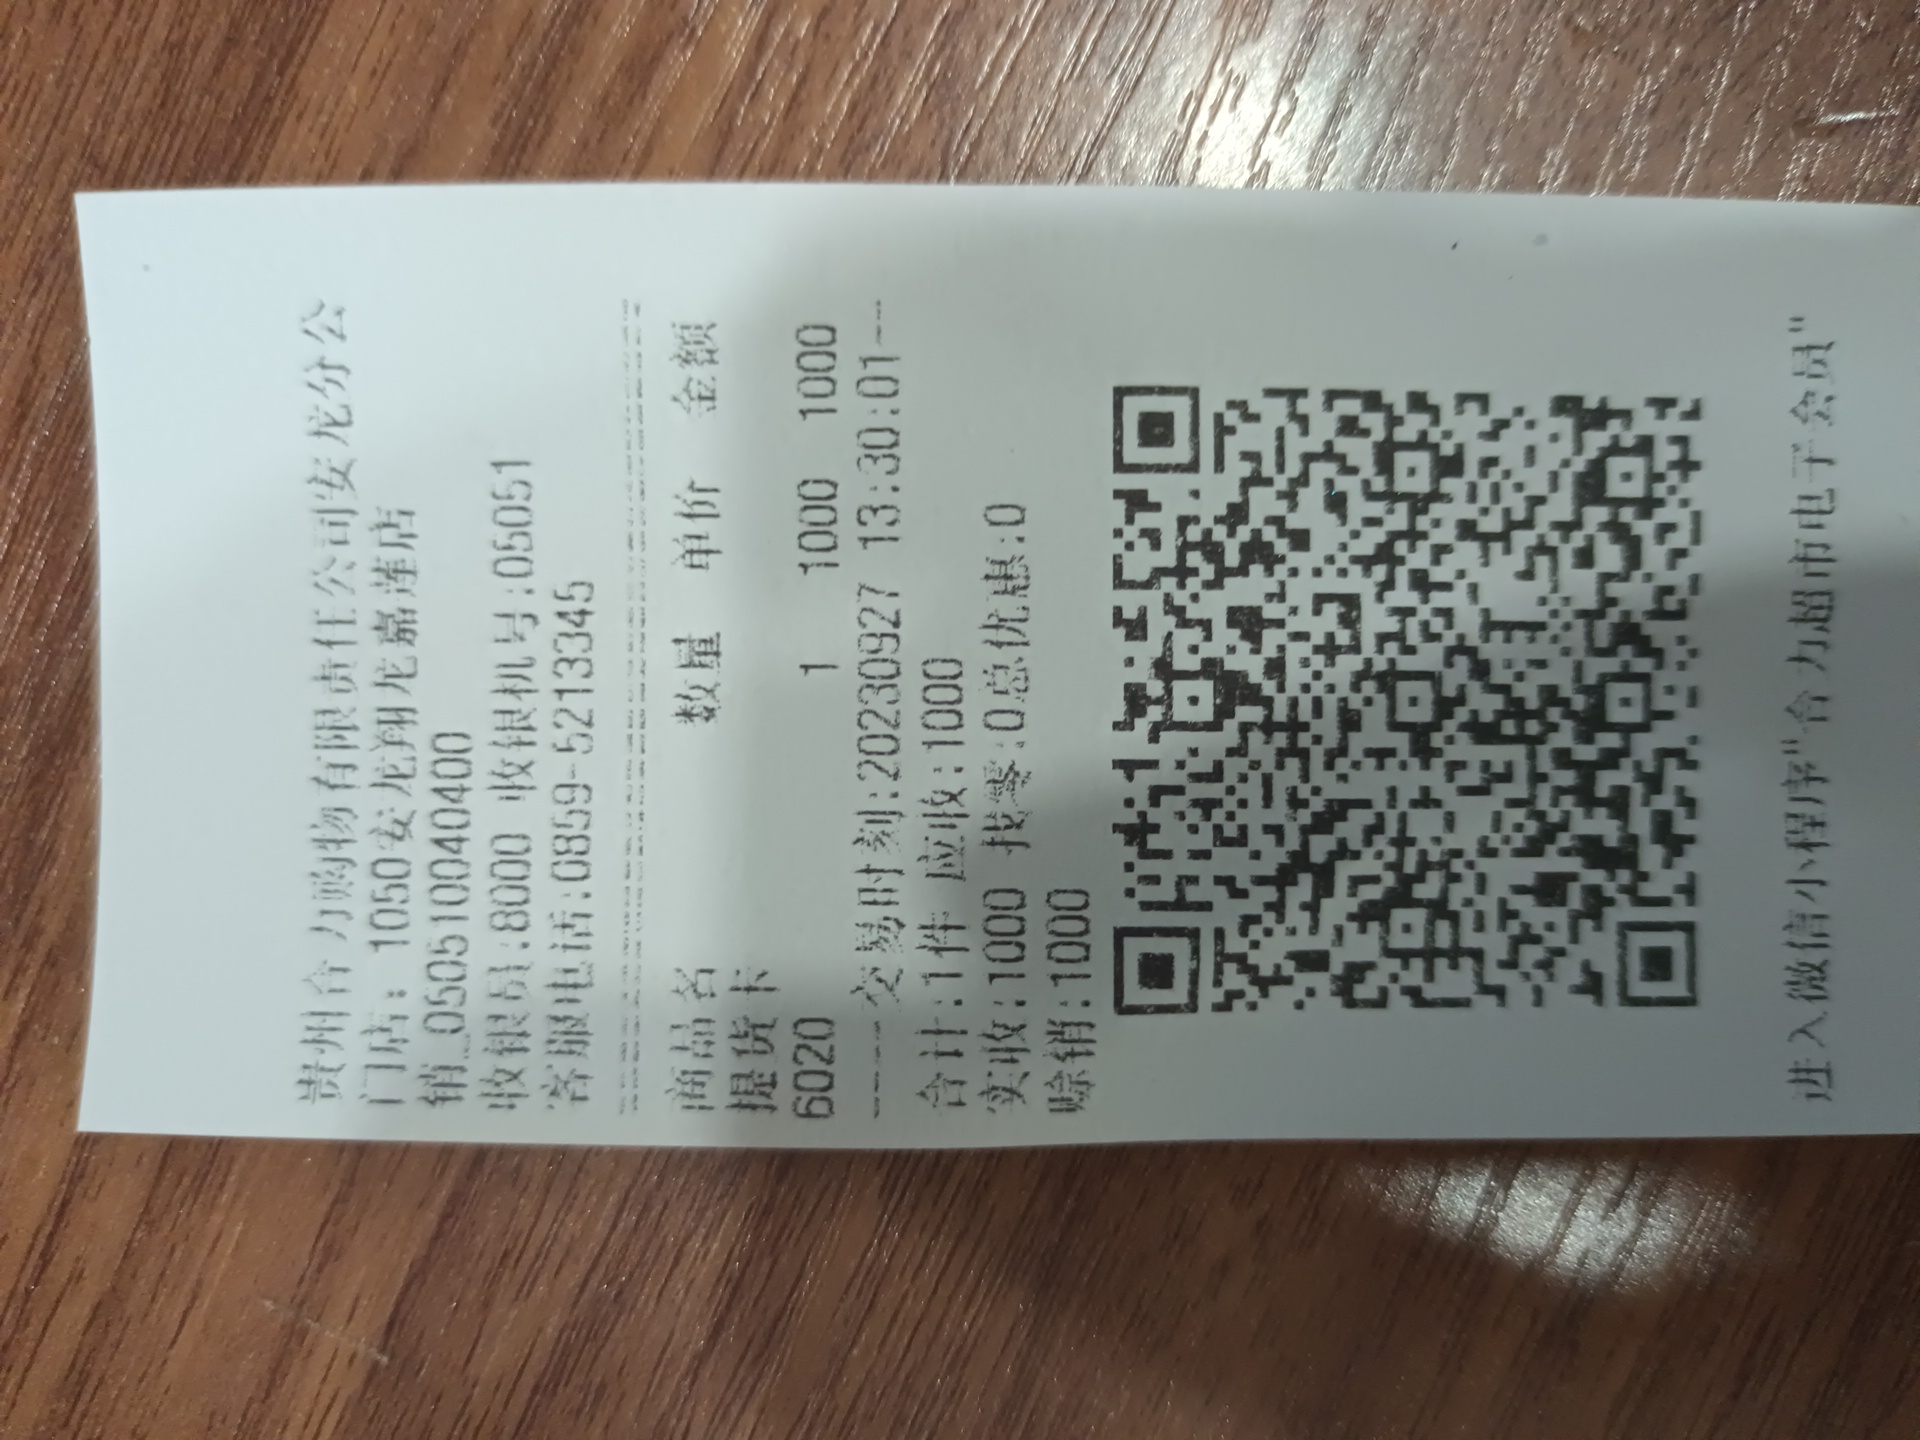 贵州合力购物有限责任公司安龙分公
门店: 1050安龙翔龙嘉莲店
销_050510040400
收银员:8000 收银机号:05051
客服电话:0859-5213345
商品名 数量 单价 金额
提货卡
6020 1 1000 1000
----交易时刻:20230927 13:30:01---
合计:1件 应收:1000
实收:1000 找零:0总优惠:0
赊销:1000
进入微信小程序"合力超市电子会员"